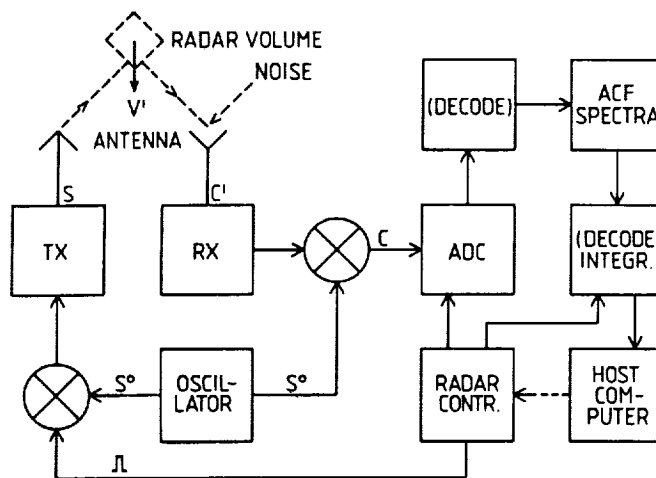 RADAR VOLUME
NOISE
V'
ANTENNA
(DECODE)
ACF
SPECTRA
S
C'
TX
RX
C
ADC
(DECODE)
INTEGR.
S°
OSCIL-
LATOR
S°
RADAR
CONTR.
HOST
COM-
PUTER